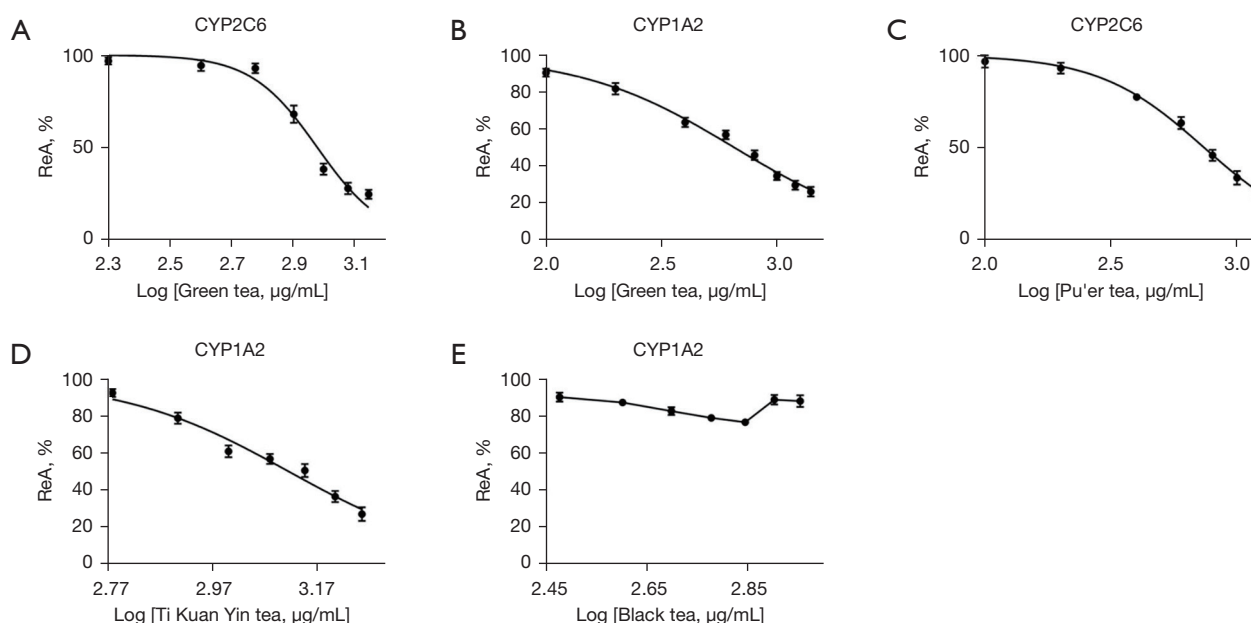 A
CYP2C6
ReA, %
100
50
0
2.3 2.5 2.7 2.9 3.1
Log [Green tea, µg/mL]
B
CYP1A2
ReA, %
100
80
60
40
20
0
2.0 2.5 3.0
Log [Green tea, µg/mL]
C
CYP2C6
ReA, %
100
50
0
2.0 2.5 3.0
Log [Pu'er tea, µg/mL]
D
CYP1A2
ReA, %
100
80
60
40
20
0
2.77 2.97 3.17
Log [Ti Kuan Yin tea, µg/mL]
E
CYP1A2
ReA, %
100
80
60
40
20
0
2.45 2.65 2.85
Log [Black tea, µg/mL]